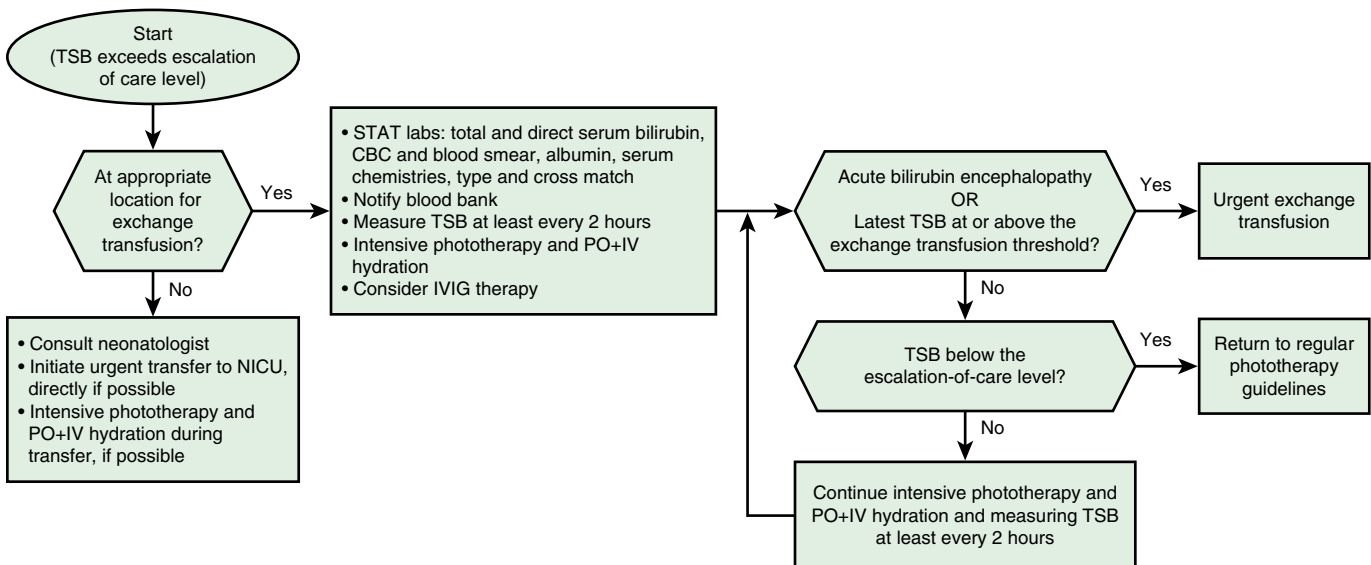 Start
(TSB exceeds escalation
of care level)
At appropriate
location for
exchange
transfusion?
Yes
No
• Consult neonatologist
• Initiate urgent transfer to NICU,
directly if possible
• Intensive phototherapy and
PO+IV hydration during
transfer, if possible
• STAT labs: total and direct serum bilirubin,
CBC and blood smear, albumin, serum
chemistries, type and cross match
• Notify blood bank
• Measure TSB at least every 2 hours
• Intensive phototherapy and PO+IV
hydration
• Consider IVIG therapy
Acute bilirubin encephalopathy
OR
Latest TSB at or above the
exchange transfusion threshold?
Yes
Urgent exchange
transfusion
No
TSB below the
escalation-of-care level?
Yes
Return to regular
phototherapy
guidelines
No
Continue intensive phototherapy and
PO+IV hydration and measuring TSB
at least every 2 hours